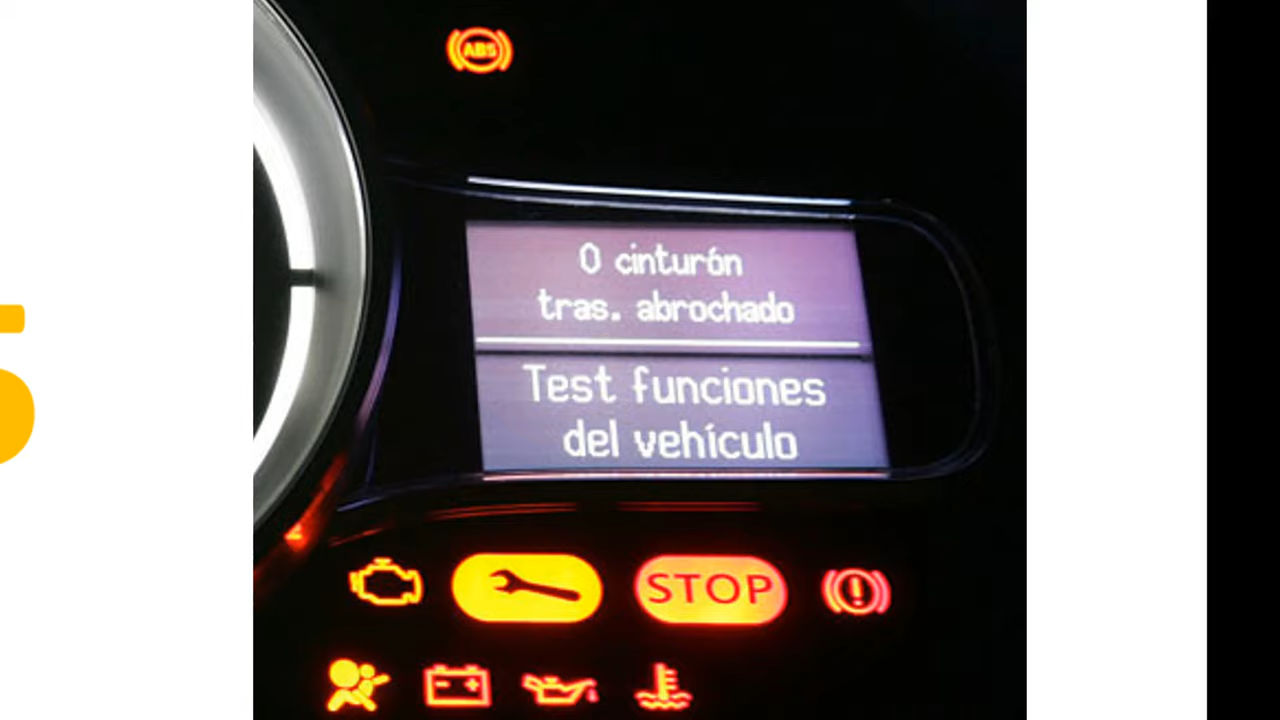 ABS
0 cinturón
tras. abrochado
Test funciones
del vehículo
STOP